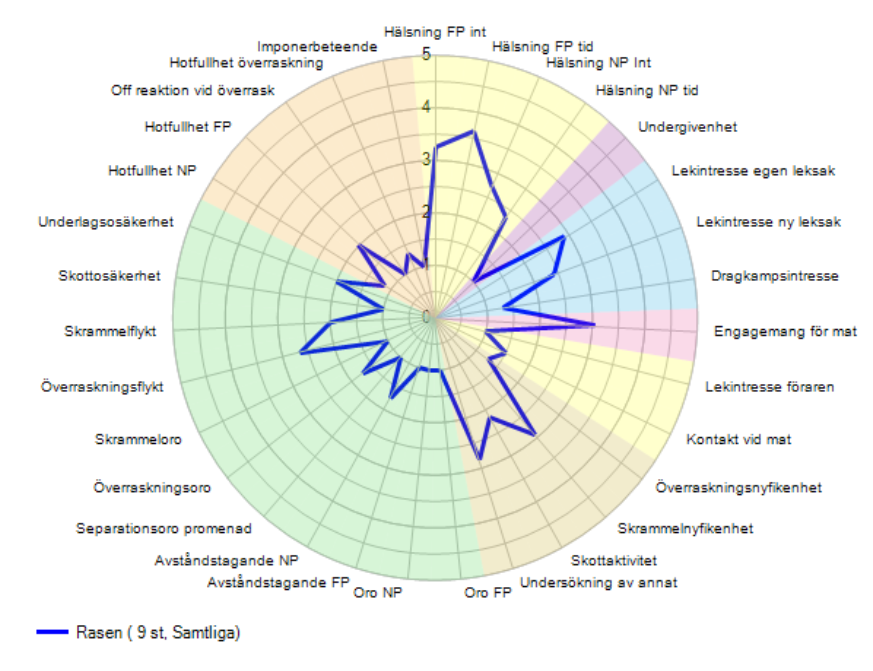 Hälsning FP int
Hälsning FP tid
Hälsning NP Int
Hälsning NP tid
Undergivenhet
Lekintresse egen leksak
Lekintresse ny leksak
Dragkampsintresse
Engagemang för mat
Lekintresse föraren
Kontakt vid mat
Överraskningsnyfikenhet
Skrammelnyfikenhet
Skottaktivitet
Undersökning av annat
Oro FP
Oro NP
Avståndstagande FP
Avståndstagande NP
Separationsoro promenad
Överraskningsoro
Skrammeloro
Överraskningsflykt
Skrammelflykt
Skottosäkerhet
Underlagsosäkerhet
Hotfullhet NP
Hotfullhet FP
Off reaktion vid överrask
Hotfullhet överraskning
Imponerbeteende
5
4
3
2
1
0
Rasen ( 9 st, Samtliga)